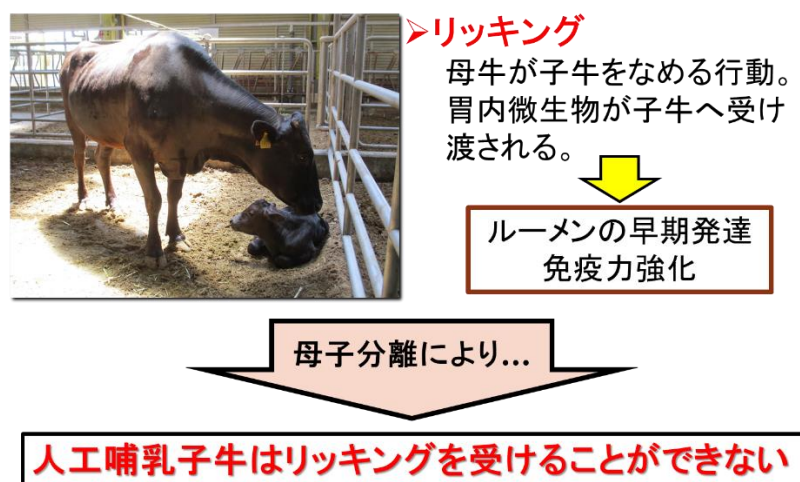 ➢リッキング
母牛が子牛をなめる行動。
胃内微生物が子牛へ受け
渡される。
ルーメンの早期発達
免疫力強化
母子分離により...
人工哺乳子牛はリッキングを受けることができない